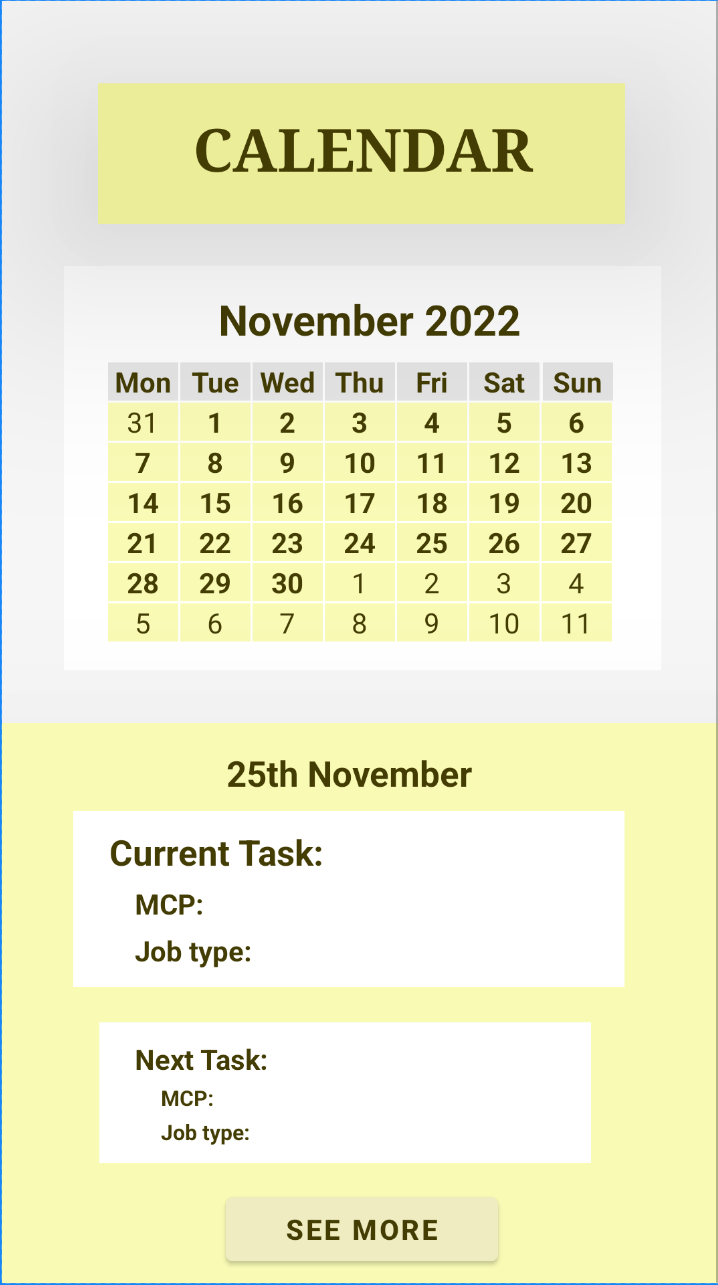 CALENDAR
November 2022
Mon Tue Wed Thu Fri Sat Sun
31 1 2 3 4 5 6
7 8 9 10 11 12 13
14 15 16 17 18 19 20
21 22 23 24 25 26 27
28 29 30 1 2 3 4
5 6 7 8 9 10 11
25th November
Current Task:
MCP:
Job type:
Next Task:
MCP:
Job type:
SEE MORE